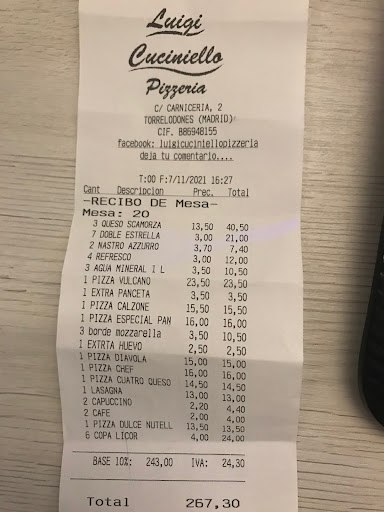 Luigi
Cuciniello
Pizzeria
C/ CARNICERIA, 2
TORRELODONES (MADRID)
CIF. B86948155
facebook: luigicuciniellopizzeria
deja tu comentario....
T:00 F:7/11/2021 16:27
Cant Descripcion Prec. Total
-RECIBO DE Mesa-
Mesa: 20
3 QUESO SCAMORZA 13,50 40,50
7 DOBLE ESTRELLA 3,00 21,00
2 NASTRO AZZURRO 3,70 7,40
4 REFRESCO 3,00 12,00
3 AGUA MINERAL 1 L 3,50 10,50
1 PIZZA VULCANO 23,50 23,50
1 EXTRA PANCETA 3,50 3,50
1 PIZZA CALZONE 15,50 15,50
1 PIZZA ESPECIAL PAN 16,00 16,00
3 borde mozzarella 3,50 10,50
1 EXTRTA HUEVO 2,50 2,50
1 PIZZA DIAVOLA 15,00 15,00
1 PIZZA CHEF 16,00 16,00
1 PIZZA CUATRO QUESO 14,50 14,50
1 LASAGNA 13,00 13,00
2 CAPUCCINO 2,20 4,40
2 CAFE 2,00 4,00
1 PIZZA DULCE NUTELL 13,50 13,50
6 COPA LICOR 4,00 24,00
BASE 10%: 243,00 IVA: 24,30
Total 267,30